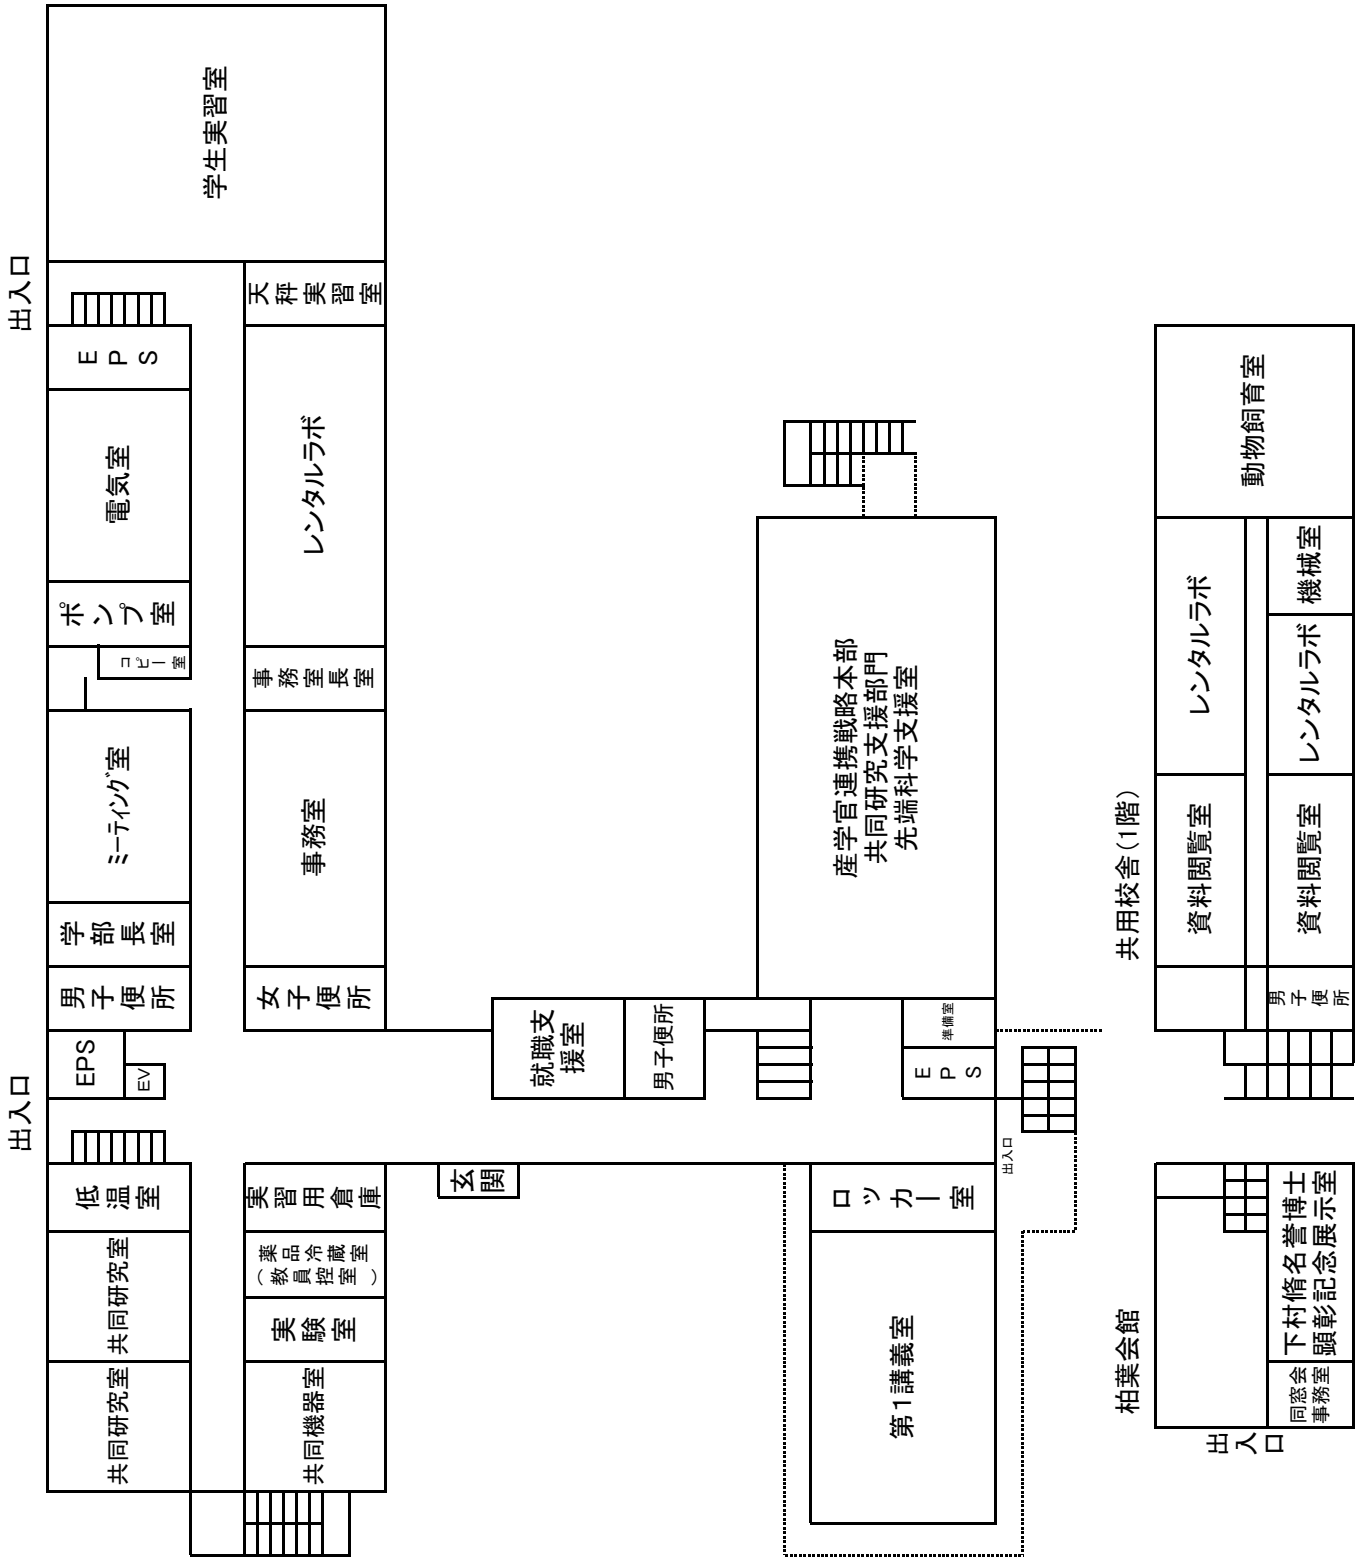 出入口
学生実習室
天秤実習室
EPS
電気室
レンタルラボ
ポンプ室
コピー室
事務室長室
ミーティング室
事務室
学部長室
男子便所
女子便所
出入口
EPS
EV
低温室
実習用倉庫
共同研究室
薬品冷蔵室
(教員控室)
実験室
共同研究室
共同機器室
就職支
援室
男子便所
玄関
産学官連携戦略本部
共同研究支援部門
先端科学支援室
準備室
EPS
出入口
ロッカー室
第1講義室
共用校舎(1階)
動物飼育室
レンタルラボ
機械室
レンタルラボ
資料閲覧室
資料閲覧室
男子便所
柏葉会館
下村脩名誉博士
顕彰記念展示室
同窓会
事務室
出入口